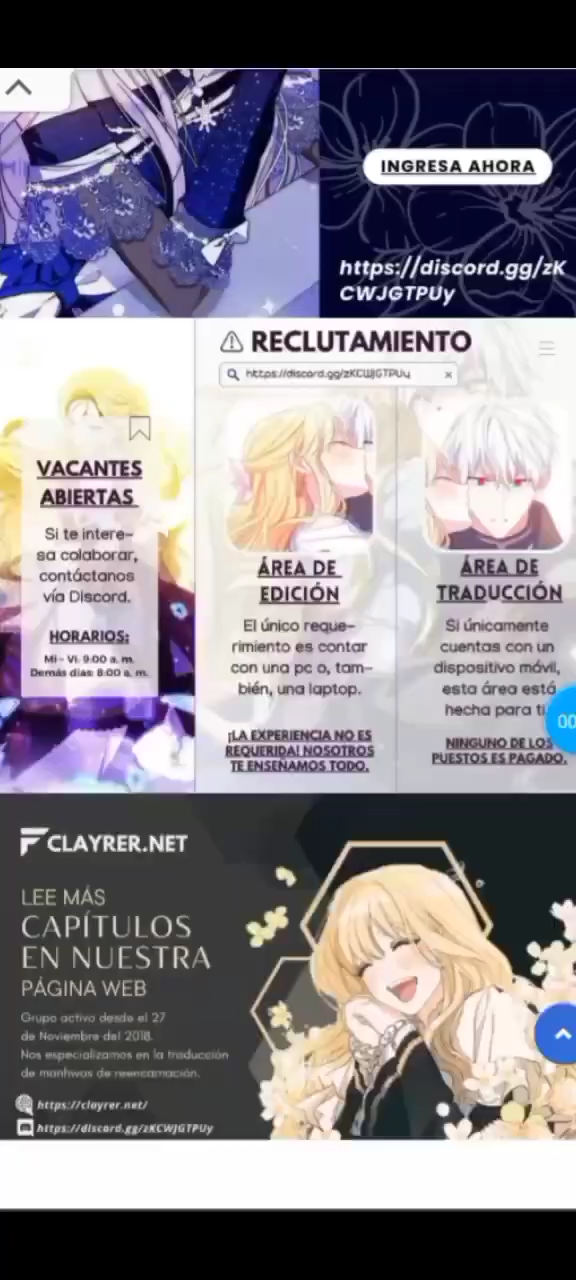 INGRESA AHORA
https://discord.gg/zK
CWJGTPUy
RECLUTAMIENTO
https://discord.gg/zKCWJGTPUy
VACANTES
ABIERTAS
Si te intere-
sa colaborar,
contáctanos
vía Discord.
HORARIOS:
Mi - Vi: 9:00 a. m.
Demás días: 8:00 a. m.
ÁREA DE
EDICIÓN
El único reque-
rimiento es contar
con una pc o, tam-
bién, una laptop.
¡LA EXPERIENCIA NO ES
REQUERIDA! NOSOTROS
TE ENSEÑAMOS TODO.
ÁREA DE
TRADUCCIÓN
Si únicamente
cuentas con un
dispositivo móvil,
esta área está
hecha para ti.
NINGUNO DE LOS
PUESTOS ES PAGADO.
00
CLAYRER.NET
LEE MÁS
CAPÍTULOS
EN NUESTRA
PÁGINA WEB
Grupo activo desde el 27
de Noviembre del 2018.
Nos especializamos en la traducción
de manhwas de reencarnación.
https://clayrer.net/
https://discord.gg/zKCWJGTPUy